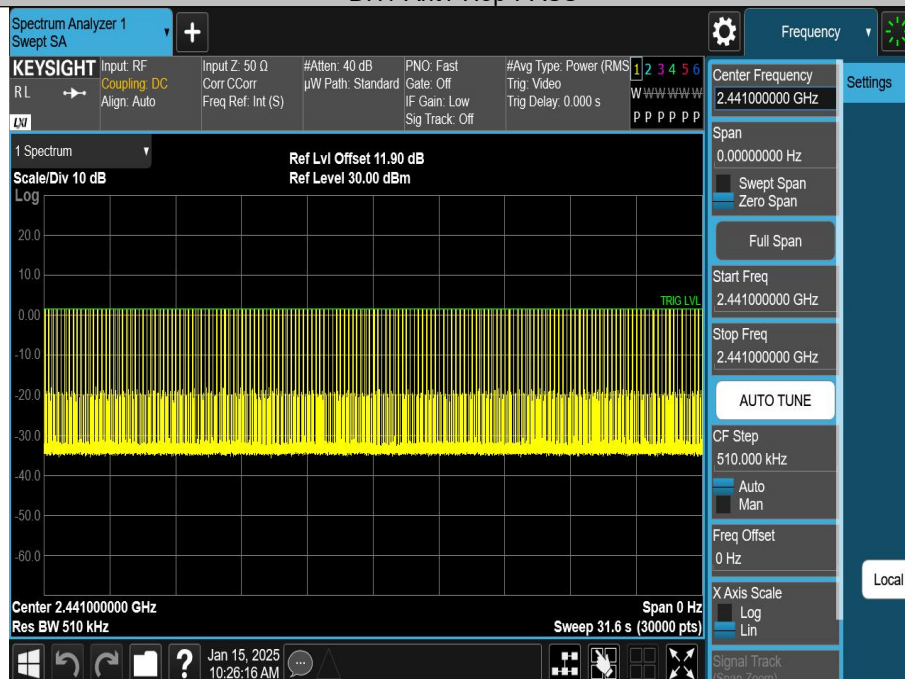 Spectrum Analyzer 1
Swept SA
+
Frequency
KEYSIGHT
RL
LXI
Input: RF
Coupling: DC
Align: Auto
Input Z: 50 Ω
Corr CCorr
Freq Ref: Int (S)
#Atten: 40 dB
µW Path: Standard
PNO: Fast
Gate: Off
IF Gain: Low
Sig Track: Off
#Avg Type: Power (RMS
Trig: Video
Trig Delay: 0.000 s
1 2 3 4 5 6
W W W W W W
P P P P P P
1 Spectrum
Scale/Div 10 dB
Log
Ref Lvl Offset 11.90 dB
Ref Level 30.00 dBm
20.0
10.0
0.00
-10.0
-20.0
-30.0
-40.0
-50.0
-60.0
TRIG LVL
Center 2.441000000 GHz
Res BW 510 kHz
Span 0 Hz
Sweep 31.6 s (30000 pts)
Center Frequency
2.441000000 GHz
Settings
Span
0.00000000 Hz
Swept Span
Zero Span
Full Span
Start Freq
2.441000000 GHz
Stop Freq
2.441000000 GHz
AUTO TUNE
CF Step
510.000 kHz
Auto
Man
Freq Offset
0 Hz
Local
X Axis Scale
Log
Lin
Signal Track
(Span Zoom)
?
Jan 15, 2025
10:26:16 AM